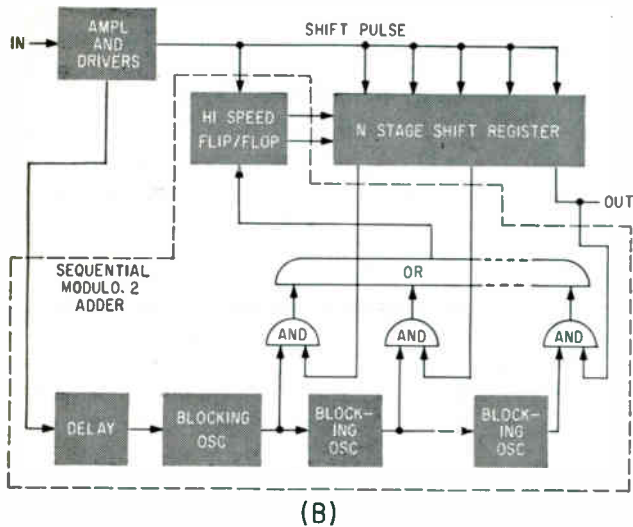 IN
AMPL
AND
DRIVERS
SHIFT PULSE
HI SPEED
FLIP/FLOP
N STAGE SHIFT REGISTER
OUT
SEQUENTIAL
MODULO. 2
ADDER
OR
AND
AND
AND
DELAY
BLOCKING
OSC
BLOCK-
ING
OSC
BLOCK-
ING
OSC
(B)